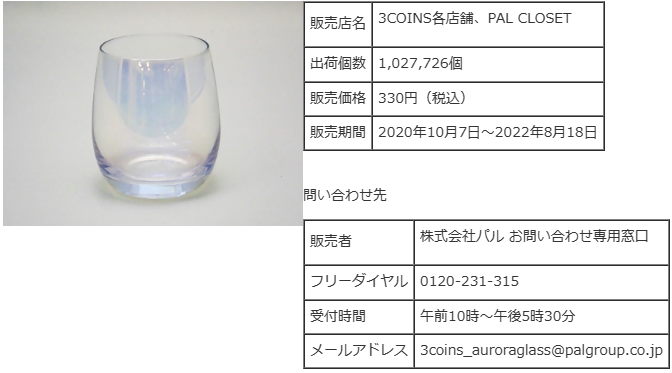 販売店名 3COINS各店舗、PAL CLOSET
出荷個数 1,027,726個
販売価格 330円（税込）
販売期間 2020年10月7日～2022年8月18日
問い合わせ先
販売者 株式会社パル お問い合わせ専用窓口
フリーダイヤル 0120-231-315
受付時間 午前10時～午後5時30分
メールアドレス 3coins_auroraglass@palgroup.co.jp